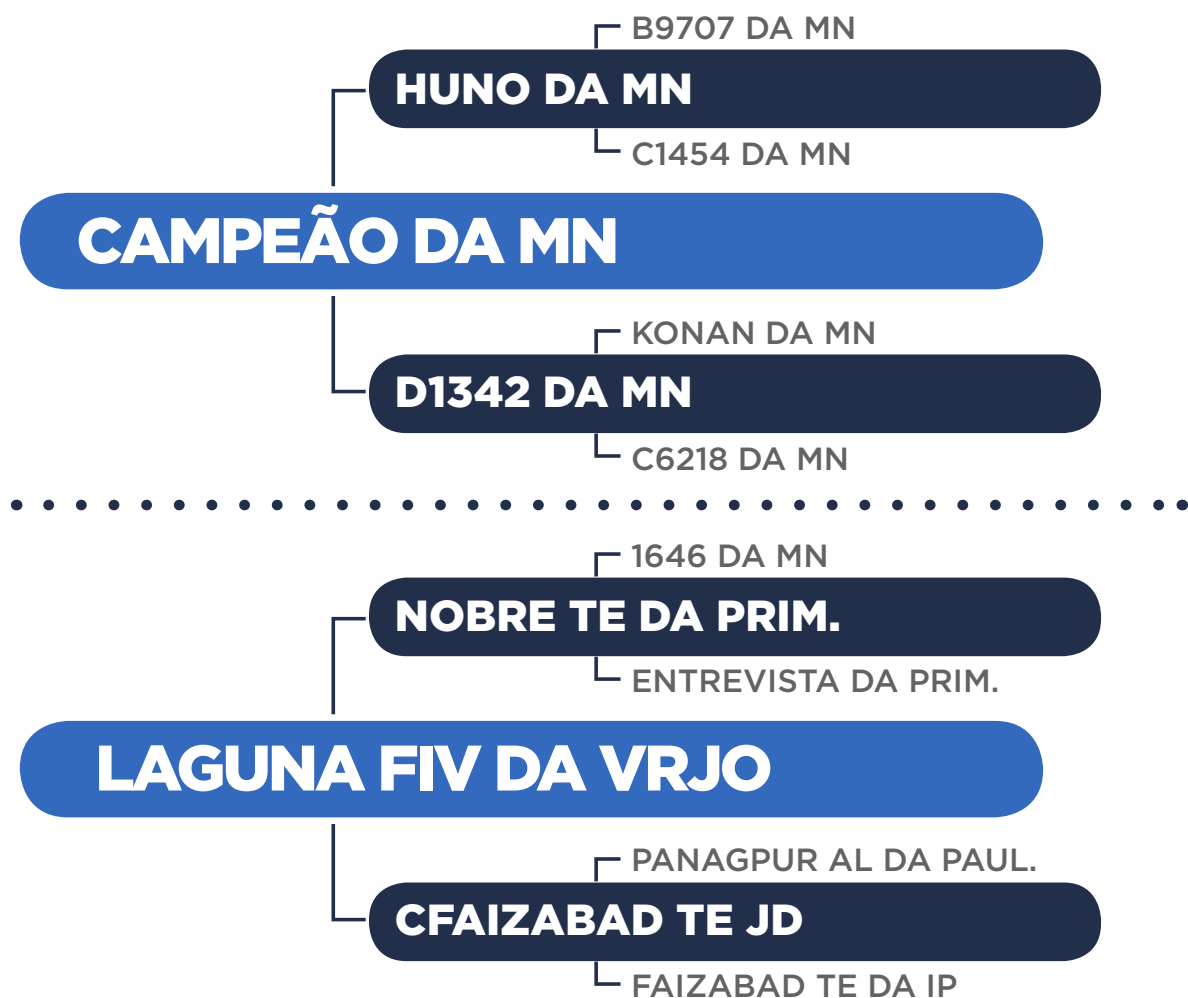 B9707 DA MN
HUNO DA MN
C1454 DA MN
CAMPEÃO DA MN
KONAN DA MN
D1342 DA MN
C6218 DA MN
1646 DA MN
NOBRE TE DA PRIM.
ENTREVISTA DA PRIM.
LAGUNA FIV DA VRJO
PANAGPUR AL DA PAUL.
CFAIZABAD TE JD
FAIZABAD TE DA IP